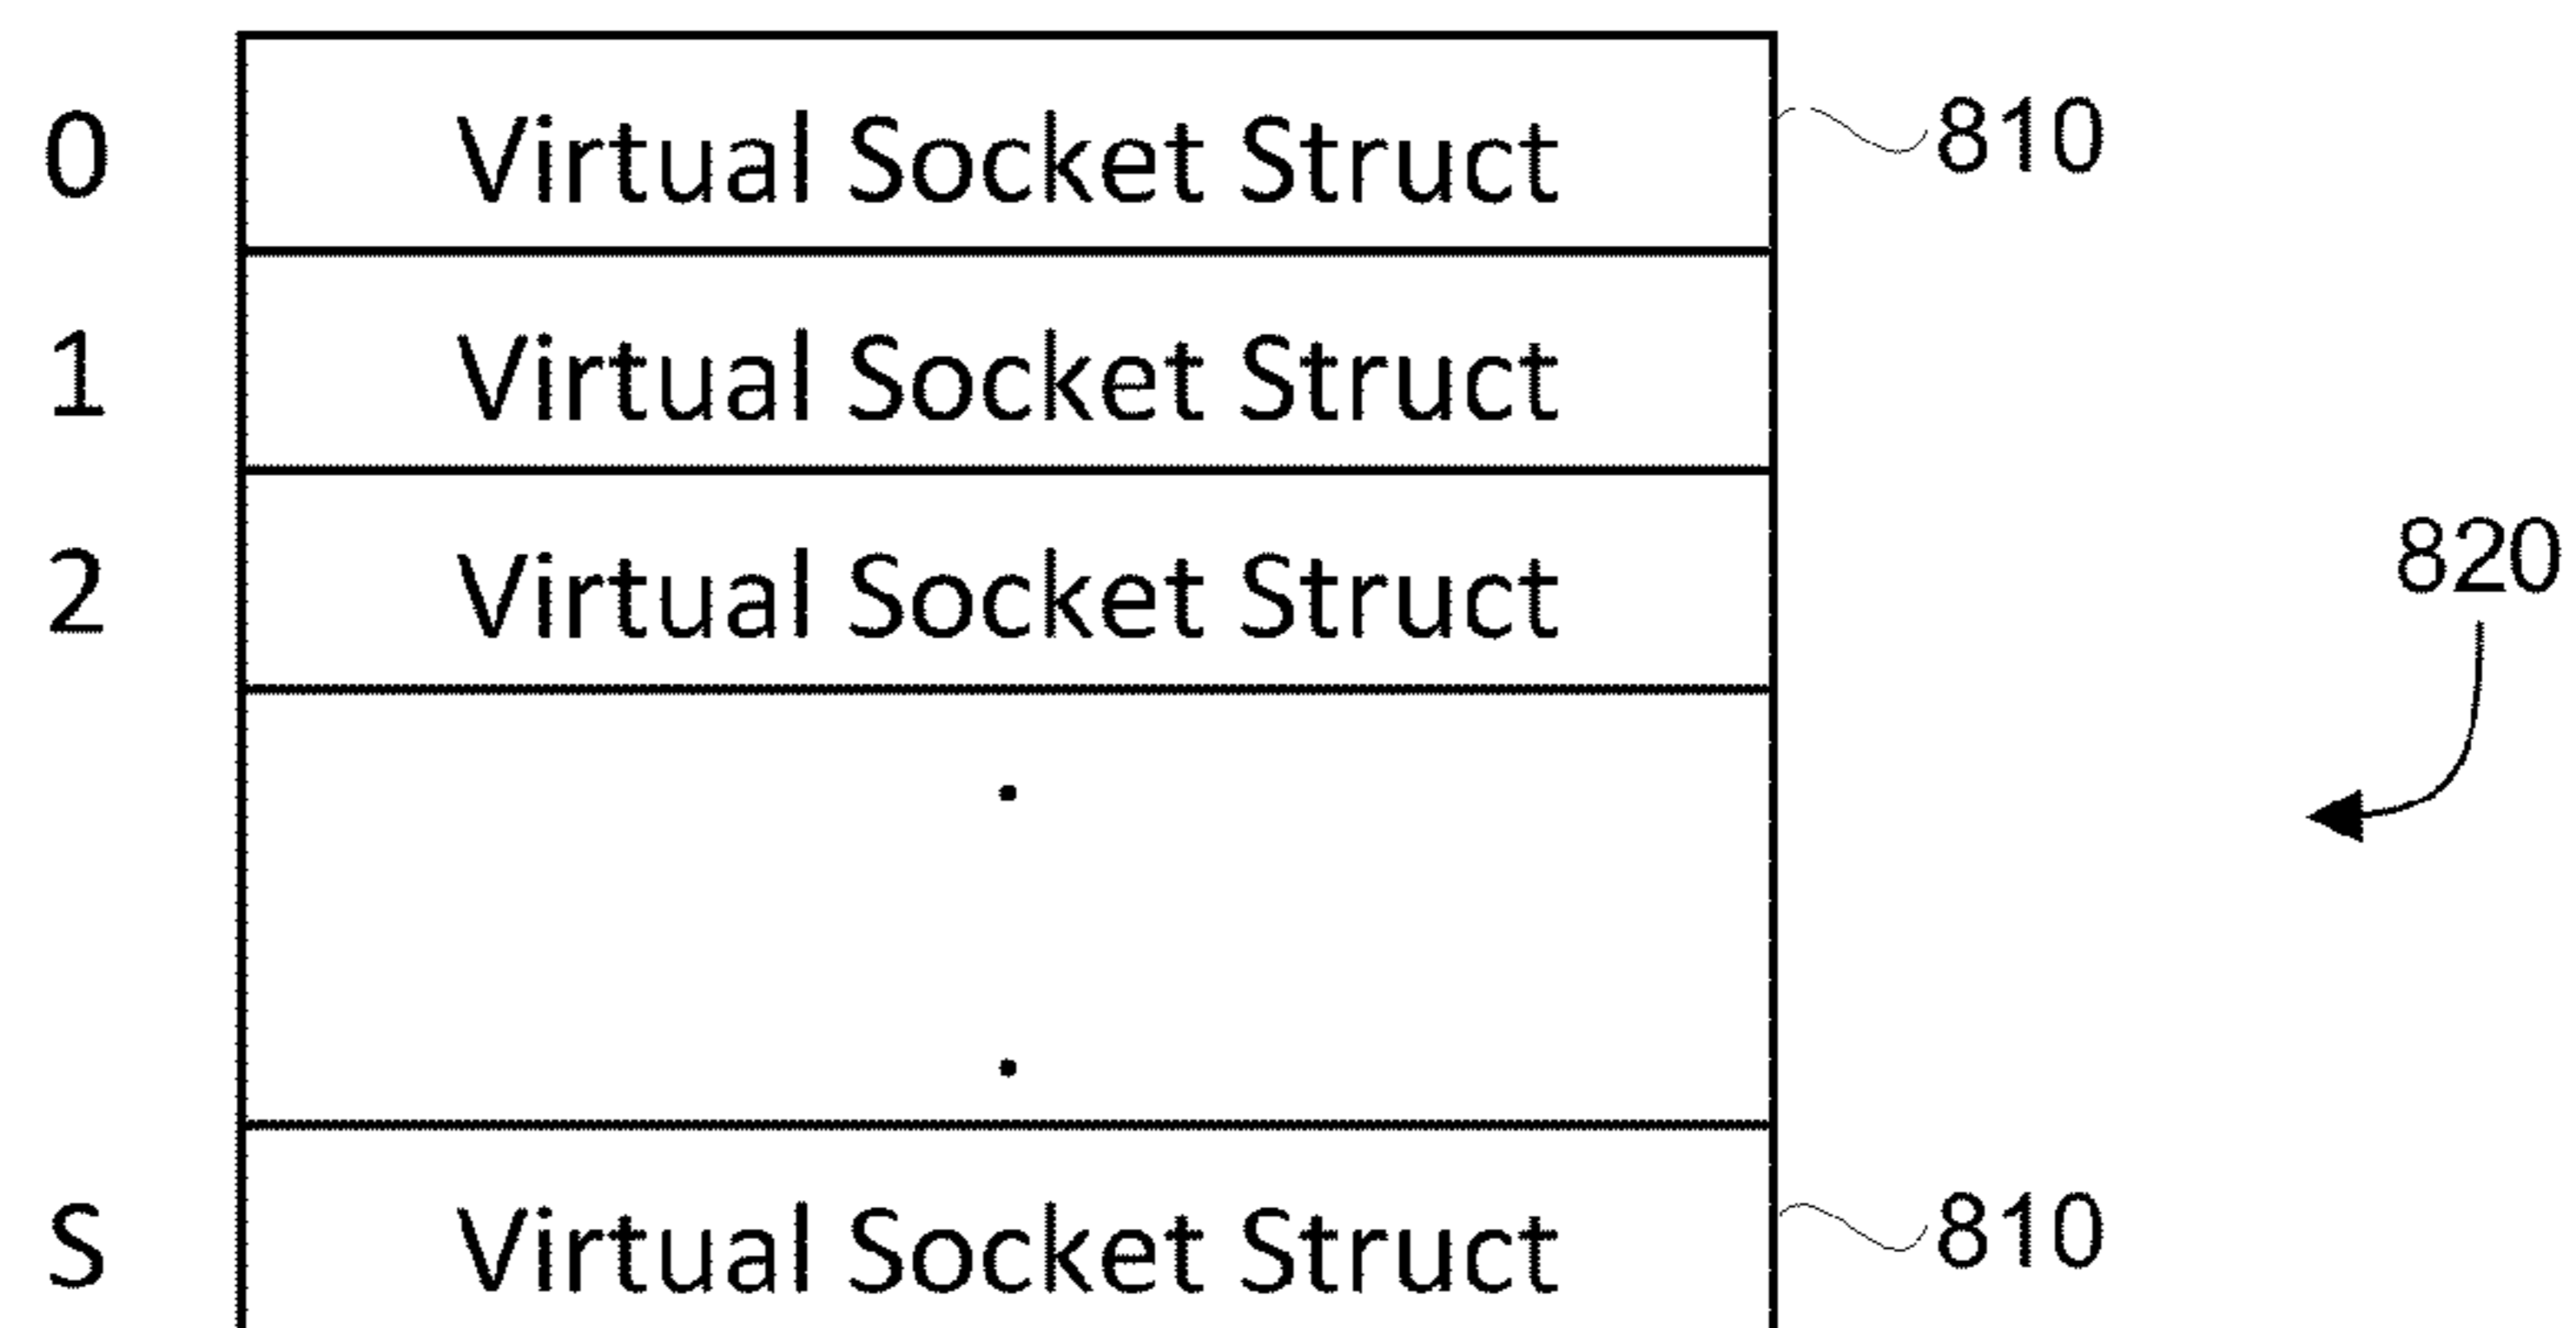 0 Virtual Socket Struct 810
1 Virtual Socket Struct
2 Virtual Socket Struct
820
S Virtual Socket Struct 810